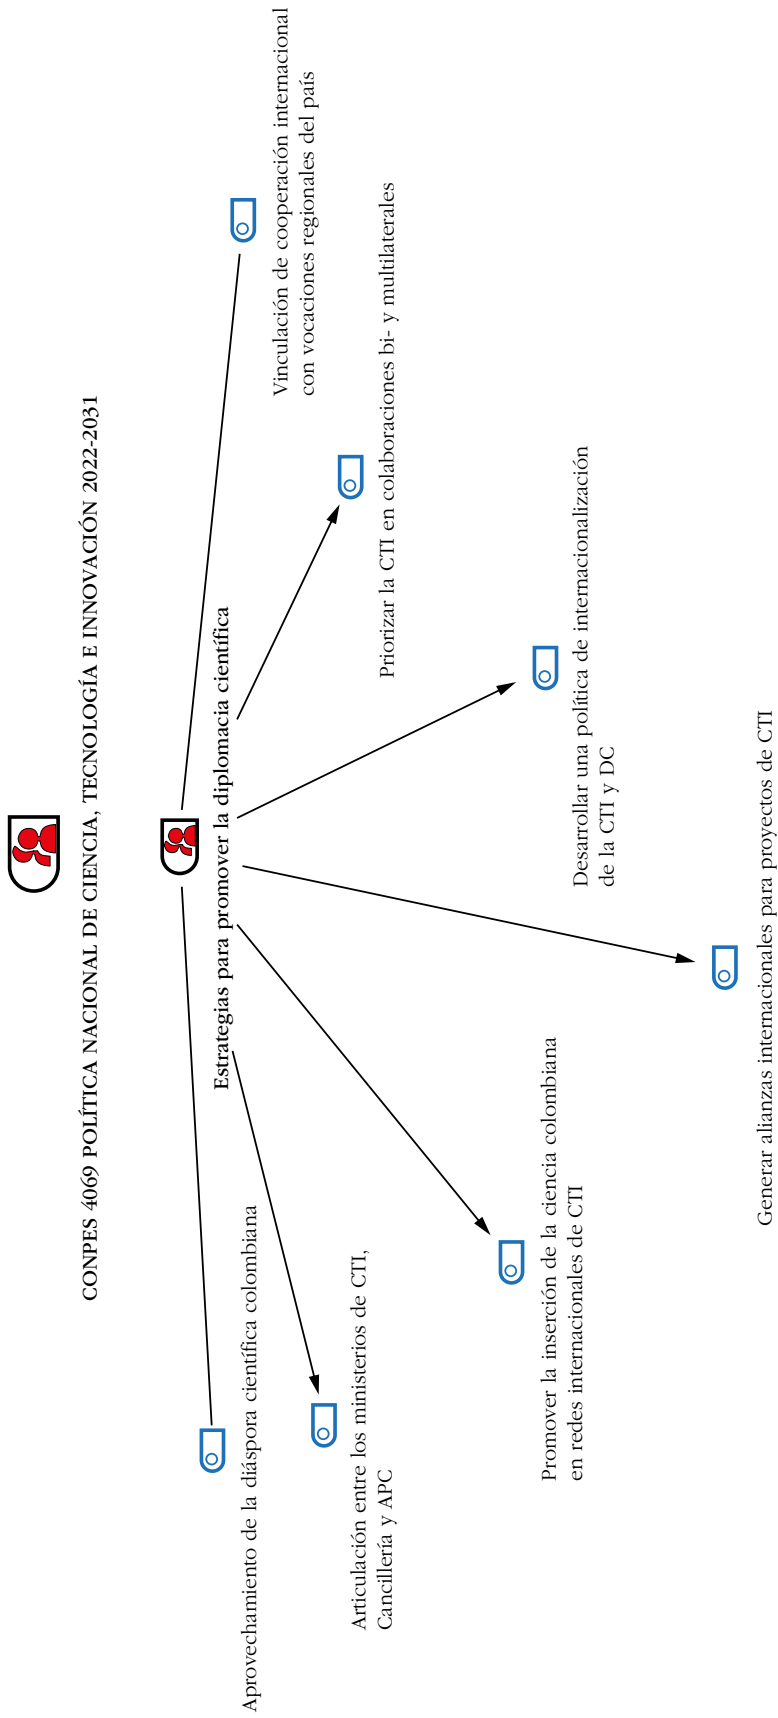 CONPES 4069 POLÍTICA NACIONAL DE CIENCIA, TECNOLOGÍA E INNOVACIÓN 2022-2031
Estrategias para promover la diplomacia científica
Aprovechamiento de la diáspora científica colombiana
Articulación entre los ministerios de CTI,
Cancillería y APC
Promover la inserción de la ciencia colombiana
en redes internacionales de CTI
Generar alianzas internacionales para proyectos de CTI
Desarrollar una política de internacionalización
de la CTI y DC
Priorizar la CTI en colaboraciones bi- y multilaterales
Vinculación de cooperación internacional
con vocaciones regionales del país